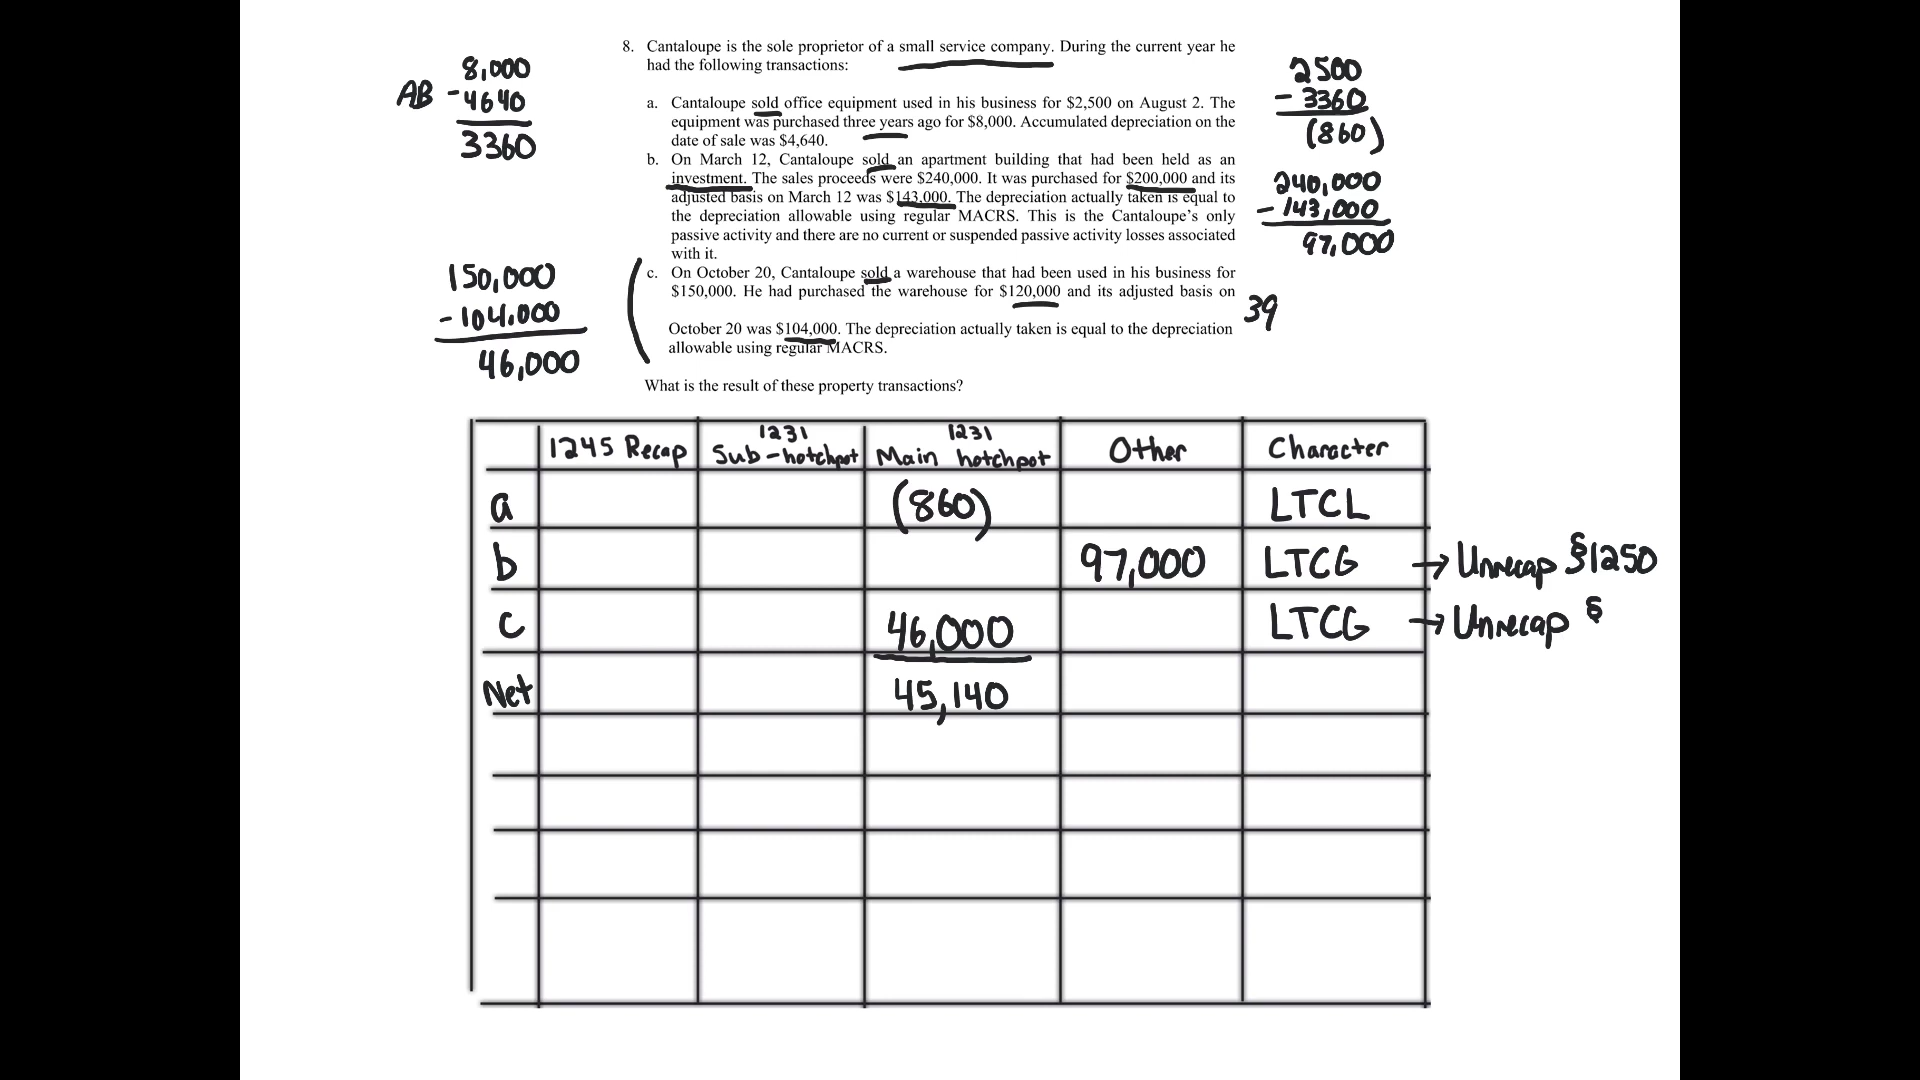 8. Cantaloupe is the sole proprietor of a small service company. During the current year he
had the following transactions:
a. Cantaloupe sold office equipment used in his business for $2,500 on August 2. The
equipment was purchased three years ago for $8,000. Accumulated depreciation on the
date of sale was $4,640.
b. On March 12, Cantaloupe sold an apartment building that had been held as an
investment. The sales proceeds were $240,000. It was purchased for $200,000 and its
adjusted basis on March 12 was $143,000. The depreciation actually taken is equal to
the depreciation allowable using regular MACRS. This is the Cantaloupe's only
passive activity and there are no current or suspended passive activity losses associated
with it.
c. On October 20, Cantaloupe sold a warehouse that had been used in his business for
$150,000. He had purchased the warehouse for $120,000 and its adjusted basis on
October 20 was $104,000. The depreciation actually taken is equal to the depreciation
allowable using regular MACRS.
What is the result of these property transactions?
8,000
AB -4640
3360
150,000
-104,000
46,000
2500
-3360
(860)
240,000
-143,000
97,000
39
1245 Recap 1231 Sub-hotchpot 1231 Main hotchpot Other Character
a (860) LTCL
b 97,000 LTCG → Unrecap §1250
c 46,000 LTCG → Unrecap §
Net 45,140